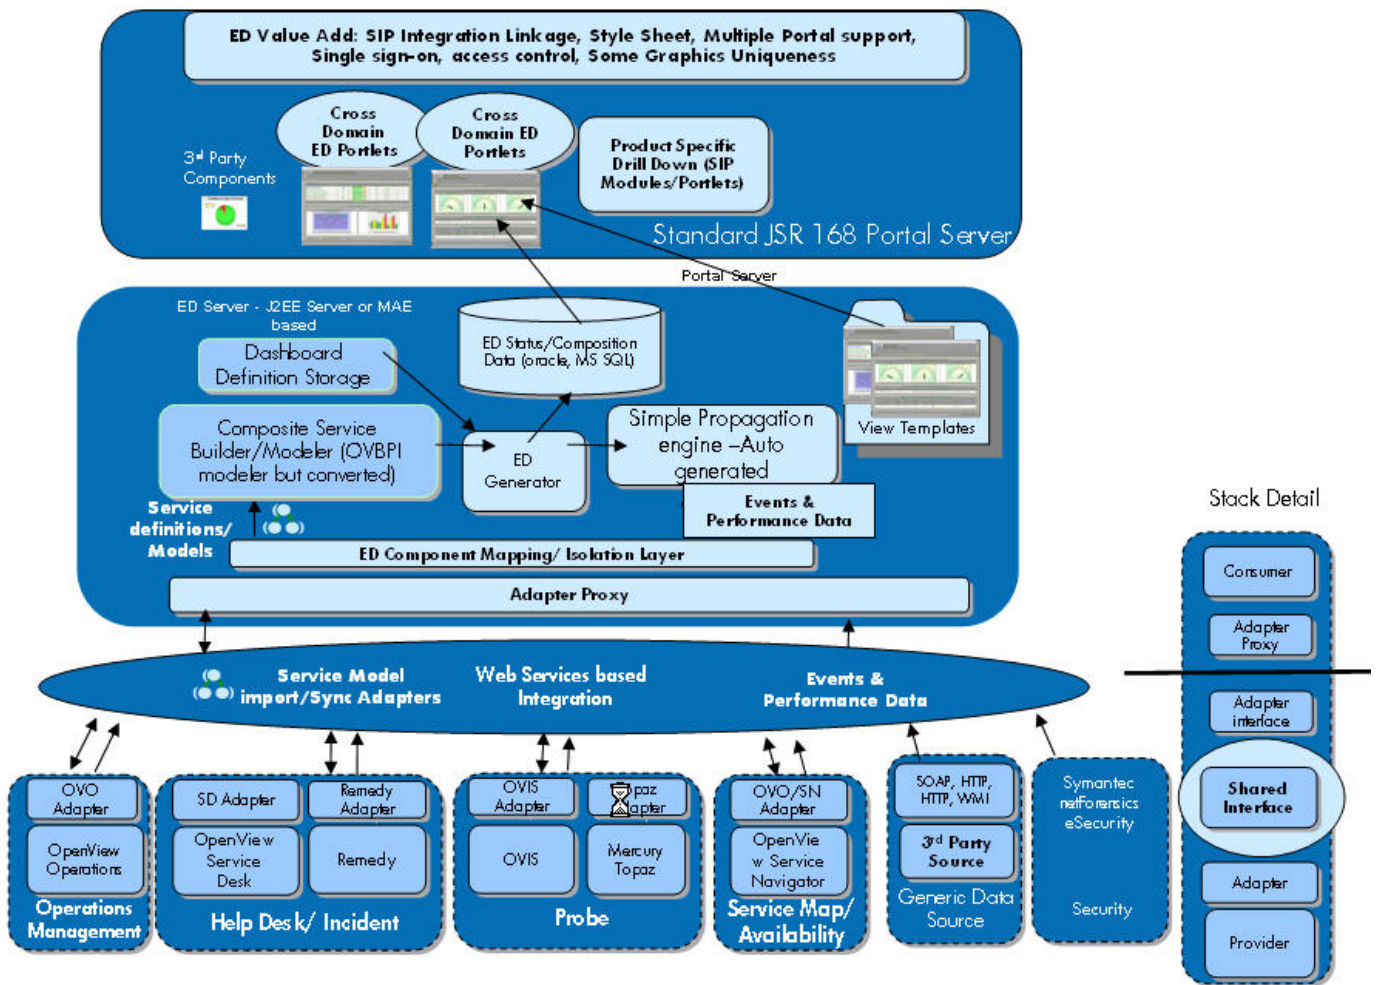 ED Value Add: SIP Integration Linkage, Style Sheet, Multiple Portal support,
Single sign-on, access control, Some Graphics Uniqueness
Cross
Domain
ED Portlets
Cross
Domain ED
Portlets
Product Specific
Drill Down (SIP
Modules/Portlets)
3rd Party
Components
Standard JSR 168 Portal Server
Portal Server
ED Server - J2EE Server or MAE
based
Dashboard
Definition Storage
ED Status/Composition
Data (oracle, MS SQL)
View Templates
Composite Service
Builder/Modeler (OVBPI
modeler but converted)
ED
Generator
Simple Propagation
engine –Auto
generated
Events &
Performance Data
Service
definitions/
Models
ED Component Mapping/ Isolation Layer
Adapter Proxy
Service Model
import/Sync Adapters
Web Services based
Integration
Events &
Performance Data
OVO
Adapter
OpenView
Operations
Operations
Management
SD Adapter
Remedy
Adapter
OpenView
Service
Desk
Remedy
Help Desk/ Incident
OVIS
Adapter
OVIS
Mercury
Topaz
Probe
OVO/SN
Adapter
OpenVie
w Service
Navigator
Service Map/
Availability
SOAP, HTTP,
HTTP, WMI
3rd Party
Source
Generic Data
Source
Symantec
netForensics
eSecurity
Security
Stack Detail
Consumer
Adapter
Proxy
Adapter
interface
Shared
Interface
Adapter
Provider